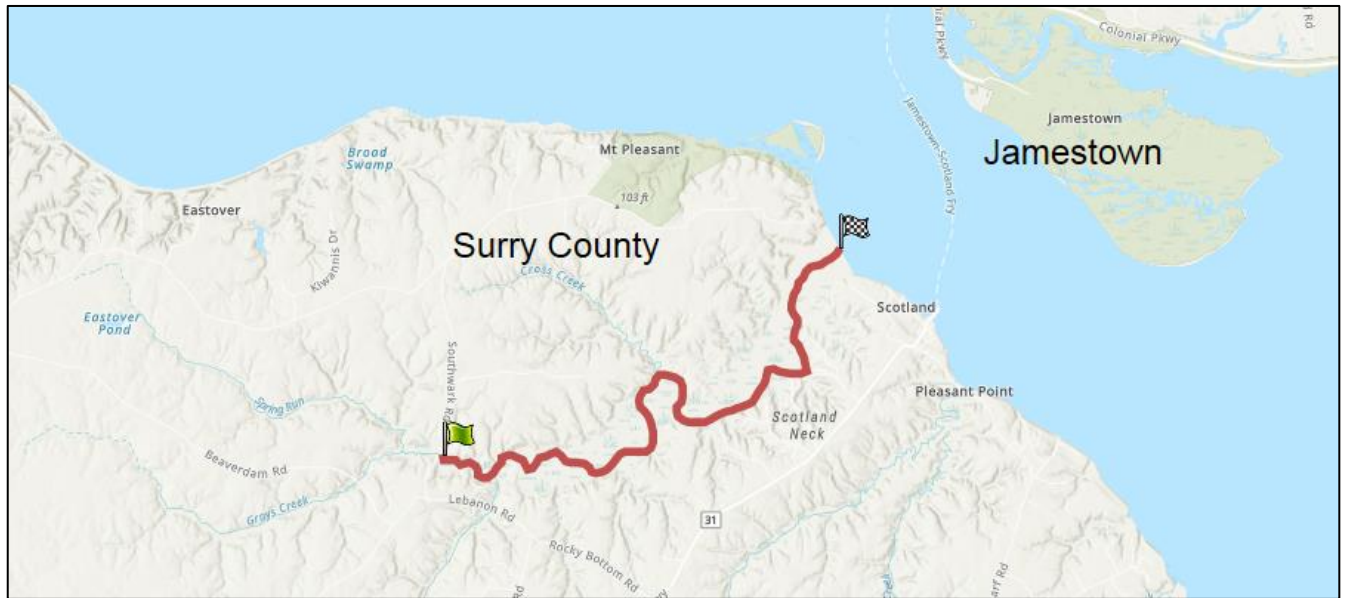 Colonial Pkwy
Jamestown
Jamestown
Jamestown-Scotland Fry
Broad
Swamp
Mt Pleasant
103 ft
Eastover
Kiwannis Dr
Surry County
Cross Creek
Scotland
Eastover
Pond
Southwark Rd
Pleasant Point
Spring Run
Scotland
Neck
Beaverdam Rd
Grays Creek
Lebanon Rd
31
Rocky Bottom Rd